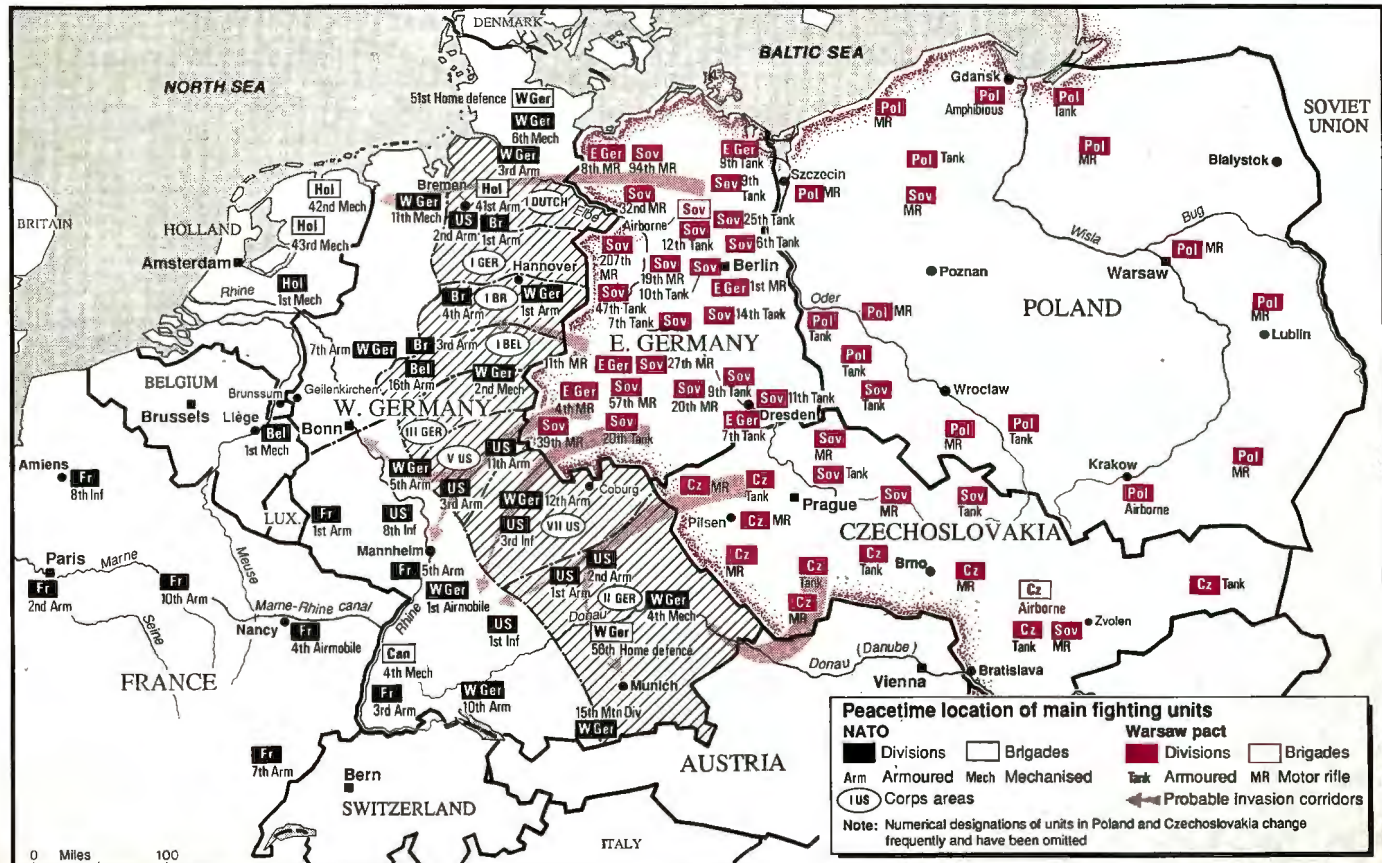 DENMARK
BALTIC SEA
NORTH SEA
SOVIET
UNION
BRITAIN
51st Home defence
W Ger
W Ger
6th Mech
W Ger
3rd Arm
Bremen
Hol
42nd Mech
Hol
43rd Mech
HOLLAND
Amsterdam
Rhine
Hol
1st Mech
W Ger
11th Mech
Hol
41st Arm
US
2nd Arm
Br
1st Arm
I DUTCH
Elbe
I GER
Hannover
Br
4th Arm
I BR
W Ger
1st Arm
3rd Arm
Br
I BEL
7th Arm
W Ger
Bel
16th Arm
W Ger
2nd Mech
BELGIUM
Brunssum
Geilenkirchen
Brussels
Liége
Bel
1st Mech
W. GERMANY
Bonn
III GER
V US
US
11th Arm
W Ger
5th Arm
US
3rd Arm
W Ger
12th Arm
Coburg
US
3rd Inf
VII US
Amiens
Fr
8th Inf
LUX.
Fr
1st Arm
US
8th Inf
Mannheim
Fr
5th Arm
W Ger
1st Airmobile
US
1st Inf
US
2nd Arm
US
1st Arm
II GER
W Ger
4th Mech
Donau
W Ger
58th Home defence
Munich
15th Mtn Div
W Ger
Paris
Marne
Fr
2nd Arm
Fr
10th Arm
Meuse
Marne-Rhine canal
Seine
Nancy
Fr
4th Airmobile
Rhine
FRANCE
Can
4th Mech
Fr
3rd Arm
W Ger
10th Arm
Fr
7th Arm
Bern
SWITZERLAND
AUSTRIA
ITALY
0 Miles 100
E Ger
8th MR
Sov
94th MR
E Ger
9th Tank
Sov
9th
Tank
Szczecin
Sov
32nd MR
Airborne
Sov
Sov
12th Tank
Sov
25th Tank
Sov
6th Tank
Sov
207th
MR
Sov
19th MR
Sov
10th Tank
Berlin
E Ger
1st MR
Sov
47th Tank
7th Tank
Sov
Sov
14th Tank
E. GERMANY
11th MR
E Ger
Sov
27th MR
E Ger
4th MR
Sov
57th MR
Sov
20th MR
Sov
9th Tank
Sov
11th Tank
Dresden
E Ger
7th Tank
Sov
39th MR
Sov
20th Tank
Gdansk
Pol
Amphibious
Pol
Tank
Pol
MR
Pol
MR
Bialystok
Pol
Tank
Sov
MR
Pol
MR
Wisla
Bug
Pol
MR
Warsaw
Poznan
POLAND
Oder
Pol
MR
Pol
Tank
Pol
MR
Lublin
Pol
Tank
Sov
Tank
Wroclaw
Pol
MR
Pol
Tank
Pol
MR
Krakow
Pol
Airborne
Sov
MR
Sov
Tank
Cz
MR
Cz
Tank
Prague
Pilsen
Cz
MR
Sov
MR
Sov
Tank
CZECHOSLOVAKIA
Cz
MR
Cz
Tank
Cz
MR
Cz
Tank
Brno
Cz
MR
Cz
Airborne
Cz
Tank
Sov
MR
Zvolen
Cz
Tank
Donau
(Danube)
Vienna
Bratislava
Peacetime location of main fighting units
NATO
Divisions
Brigades
Arm Armoured Mech Mechanised
I US
Corps areas
Warsaw pact
Divisions
Brigades
Tank Armoured MR Motor rifle
Probable invasion corridors
Note: Numerical designations of units in Poland and Czechoslovakia change
frequently and have been omitted